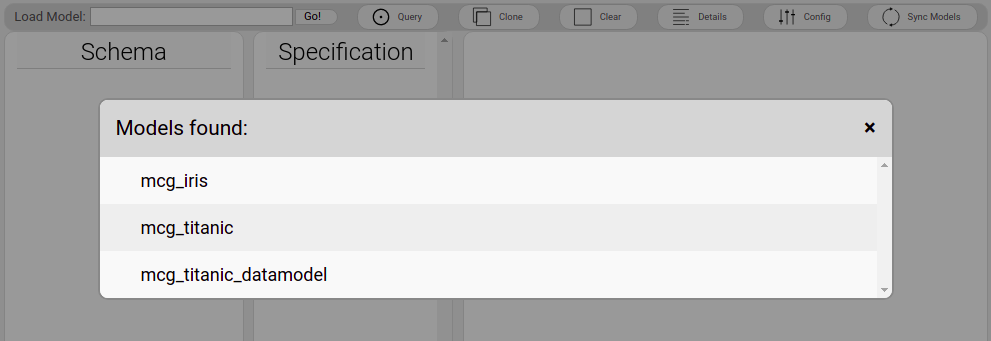 Load Model: Go! Query Clone Clear Details Config Sync Models
Schema Specification
Models found: ×
mcg_iris
mcg_titanic
mcg_titanic_datamodel